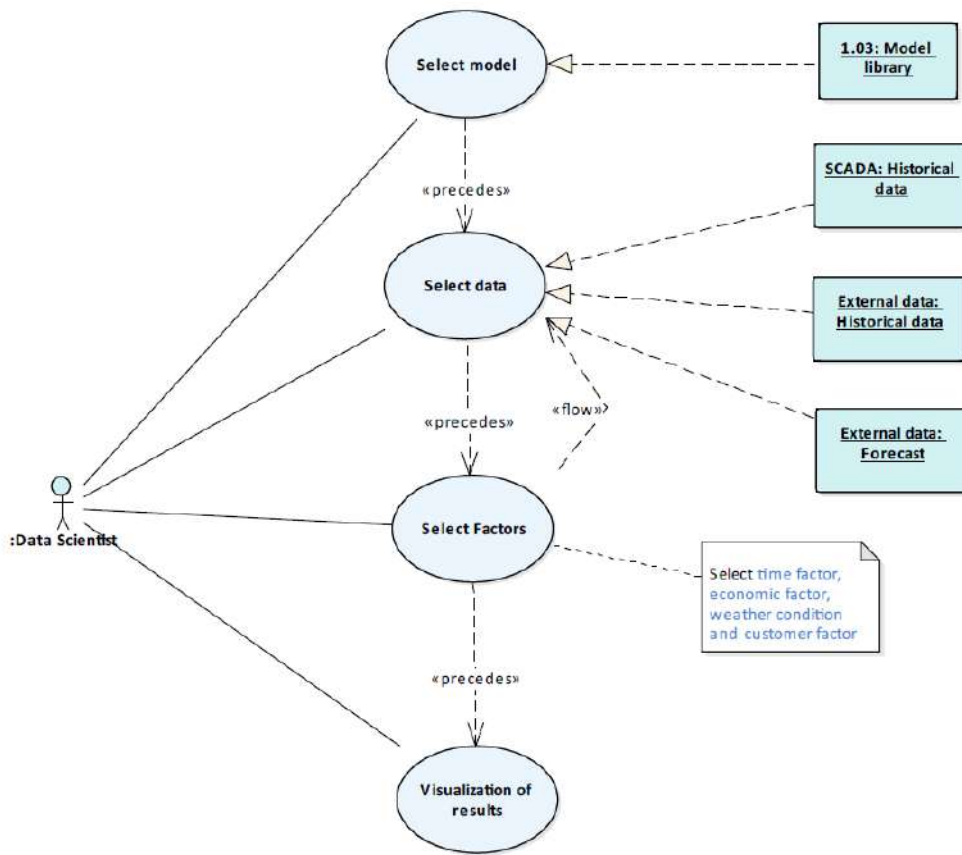 Select model
1.03: Model
library
«precedes»
SCADA: Historical
data
Select data
External data:
Historical data
«flow»
«precedes»
External data:
Forecast
Select Factors
:Data Scientist
Select time factor,
economic factor,
weather condition
and customer factor
«precedes»
Visualization of
results